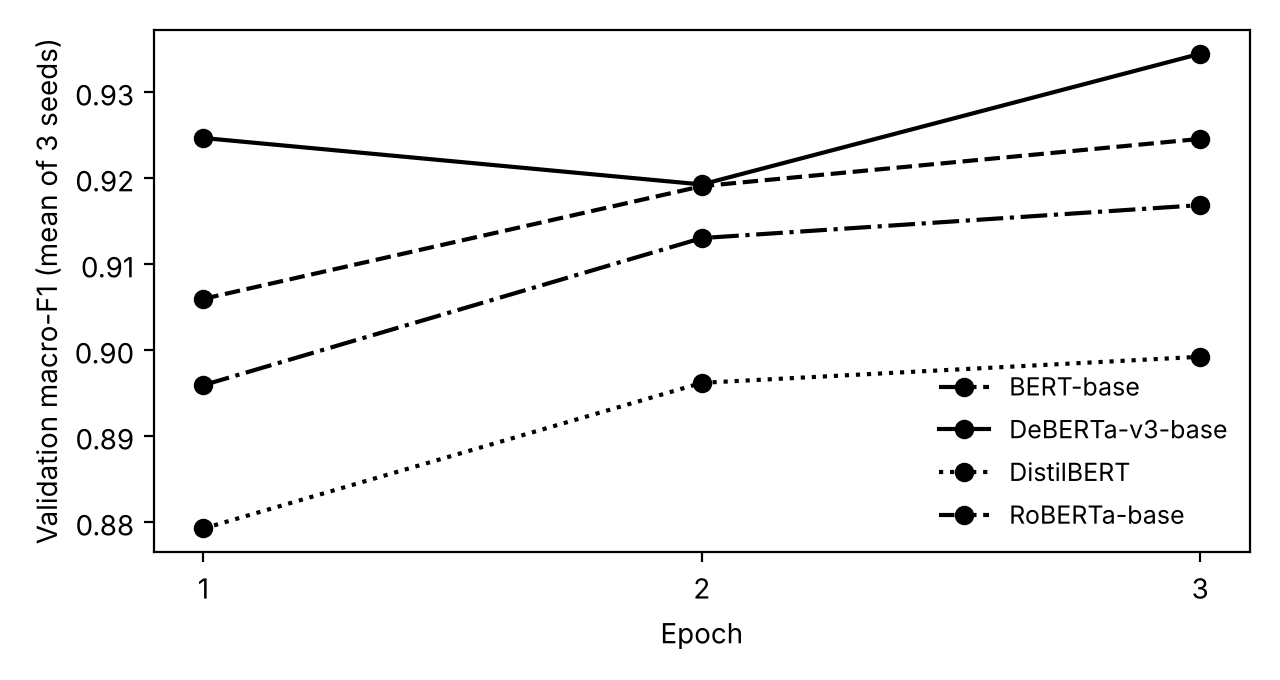 Validation macro-F1 (mean of 3 seeds)
0.93
0.92
0.91
0.90
0.89
0.88
BERT-base
DeBERTa-v3-base
DistilBERT
RoBERTa-base
1 2 3
Epoch